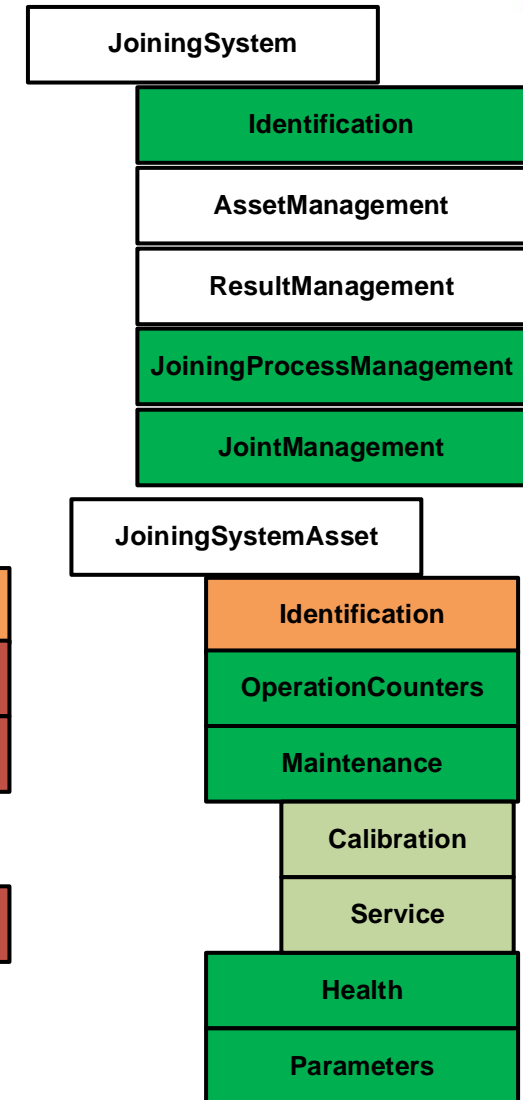 JoiningSystem
Identification
AssetManagement
ResultManagement
JoiningProcessManagement
JointManagement
JoiningSystemAsset
Identification
OperationCounters
Maintenance
Calibration
Service
Health
Parameters